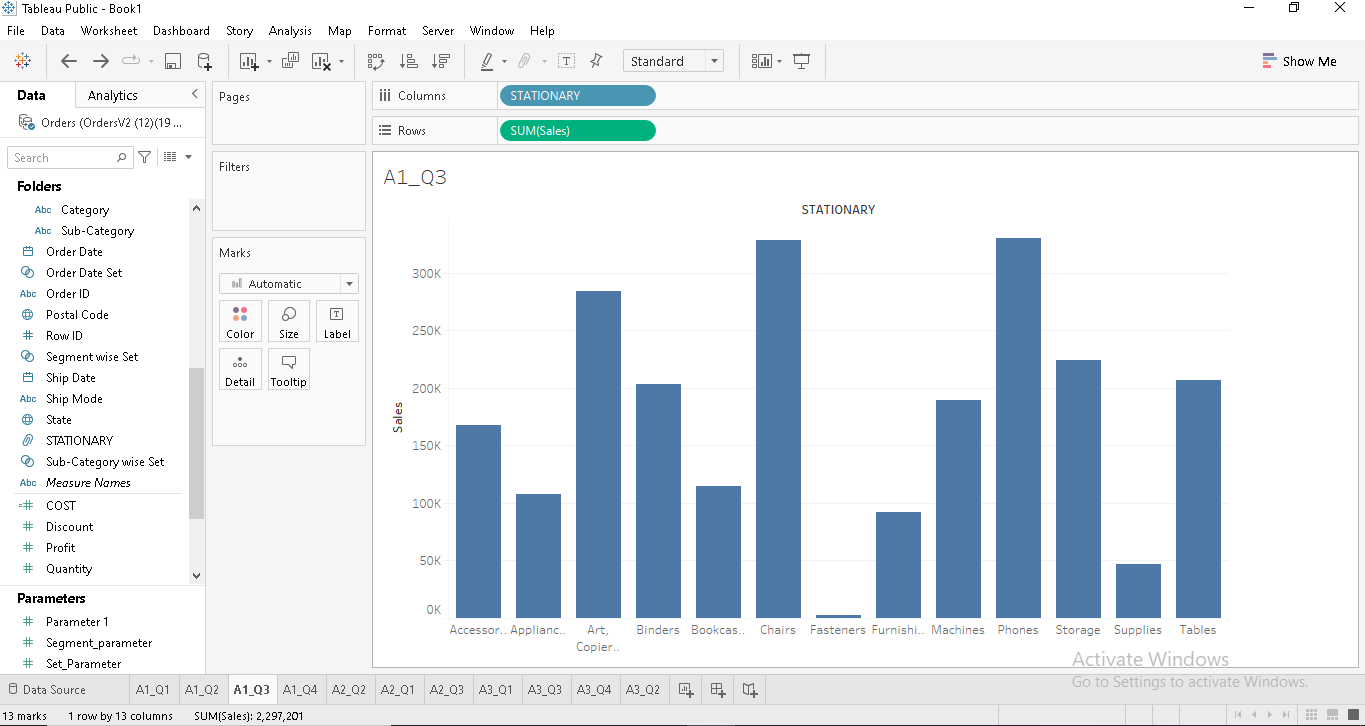 Tableau Public - Book1
File Data Worksheet Dashboard Story Analysis Map Format Server Window Help
Standard
Show Me
Data Analytics
Orders (OrdersV2 (12)(19 ...
Search
Folders
Abc Category
Abc Sub-Category
Order Date
Order Date Set
Abc Order ID
Postal Code
# Row ID
Segment wise Set
Ship Date
Abc Ship Mode
State
STATIONARY
Sub-Category wise Set
Abc Measure Names
=# COST
# Discount
# Profit
# Quantity
Parameters
# Parameter 1
# Segment_parameter
# Set_Parameter
Pages
Filters
Marks
Automatic
Color Size Label
Detail Tooltip
Columns STATIONARY
Rows SUM(Sales)
A1_Q3
STATIONARY
Sales
300K
250K
200K
150K
100K
50K
0K
Accessor.. Applianc.. Art, Binders Bookcas.. Chairs Fasteners Furnishi.. Machines Phones Storage Supplies Tables
Copier..
Activate Windows
Go to Settings to activate Windows.
Data Source A1_Q1 A1_Q2 A1_Q3 A1_Q4 A2_Q2 A2_Q1 A2_Q3 A3_Q1 A3_Q3 A3_Q4 A3_Q2
13 marks 1 row by 13 columns SUM(Sales): 2,297,201